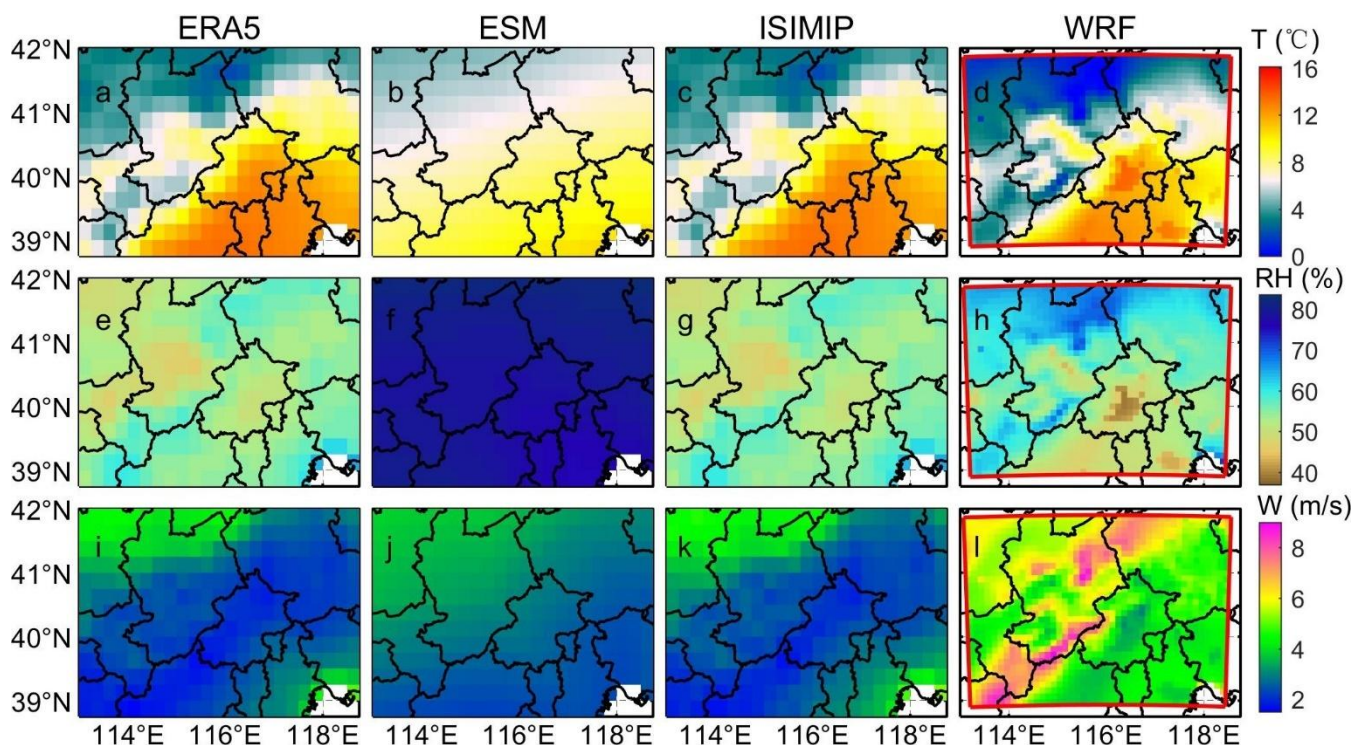 ERA5 ESM ISIMIP WRF
T (℃)
42°N a b c d 16
41°N 12
40°N 8
39°N 4
0
RH (%)
42°N e f g h 80
41°N 70
40°N 60
39°N 50
40
W (m/s)
42°N i j k l 8
41°N 6
40°N 4
39°N 2
114°E 116°E 118°E 114°E 116°E 118°E 114°E 116°E 118°E 114°E 116°E 118°E